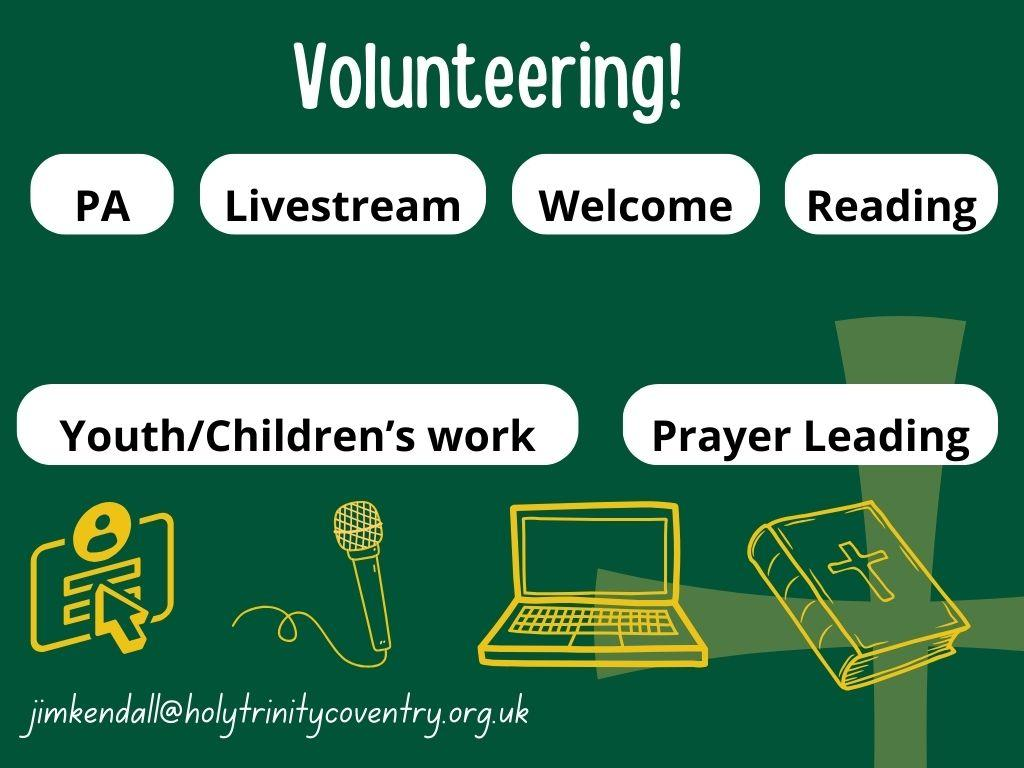 Volunteering!
PA Livestream Welcome Reading
Youth/Children’s work Prayer Leading
jimkendall@holytrinitycoventry.org.uk